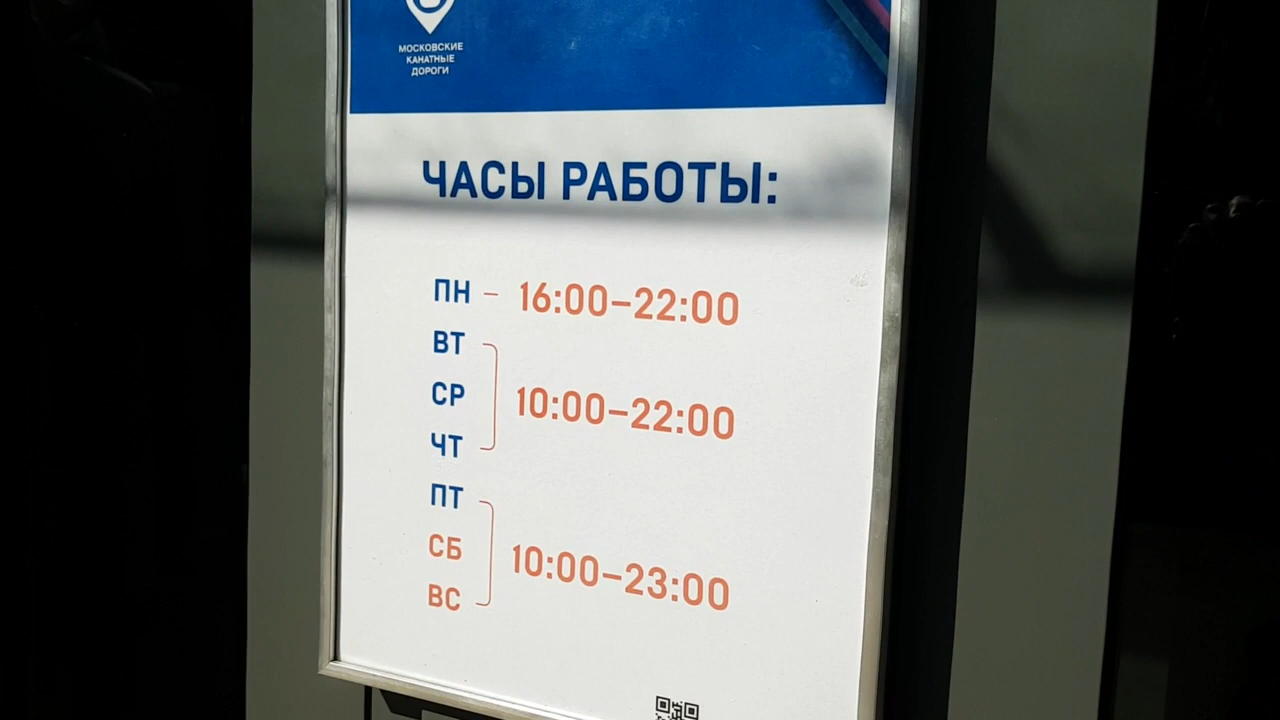 МОСКОВСКИЕ
КАНАТНЫЕ
ДОРОГИ
ЧАСЫ РАБОТЫ:
ПН – 16:00–22:00
ВТ
СР 10:00–22:00
ЧТ
ПТ
СБ 10:00–23:00
ВС